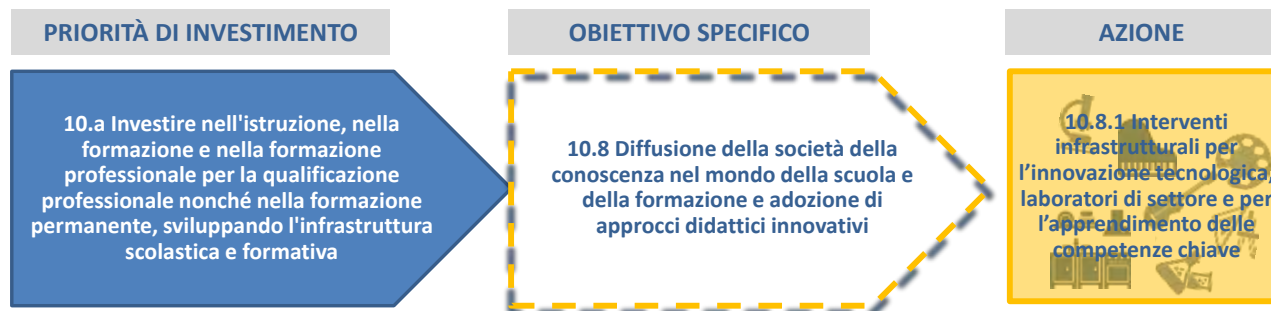 PRIORITÀ DI INVESTIMENTO
10.a Investire nell'istruzione, nella
formazione e nella formazione
professionale per la qualificazione
professionale nonché nella formazione
permanente, sviluppando l'infrastruttura
scolastica e formativa
OBIETTIVO SPECIFICO
10.8 Diffusione della società della
conoscenza nel mondo della scuola e
della formazione e adozione di
approcci didattici innovativi
AZIONE
10.8.1 Interventi
infrastrutturali per
l’innovazione tecnologica,
laboratori di settore e per
l’apprendimento delle
competenze chiave